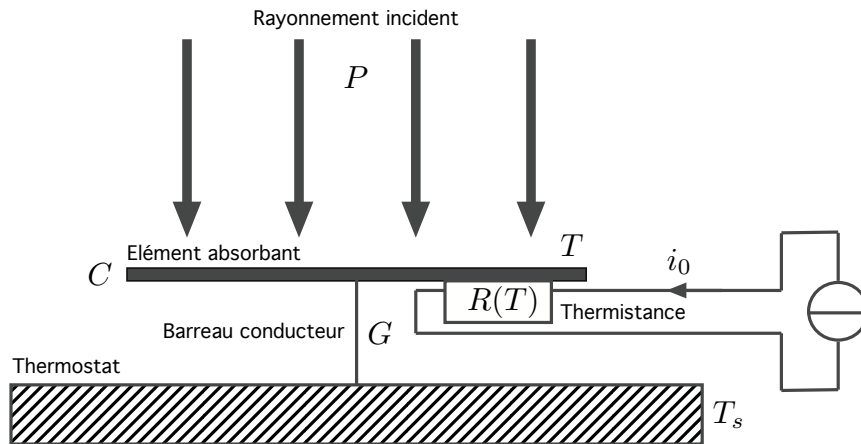 Rayonnement incident
P
Elément absorbant
T
C
i₀
R(T)
Thermistance
Barreau conducteur
G
Thermostat
Tₛ